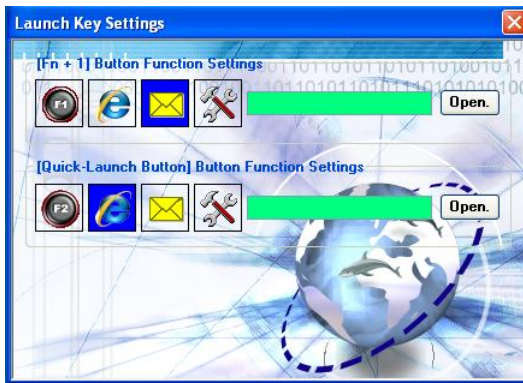 Launch Key Settings
[Fn + 1] Button Function Settings
F1
Open.
[Quick-Launch Button] Button Function Settings
F2
Open.